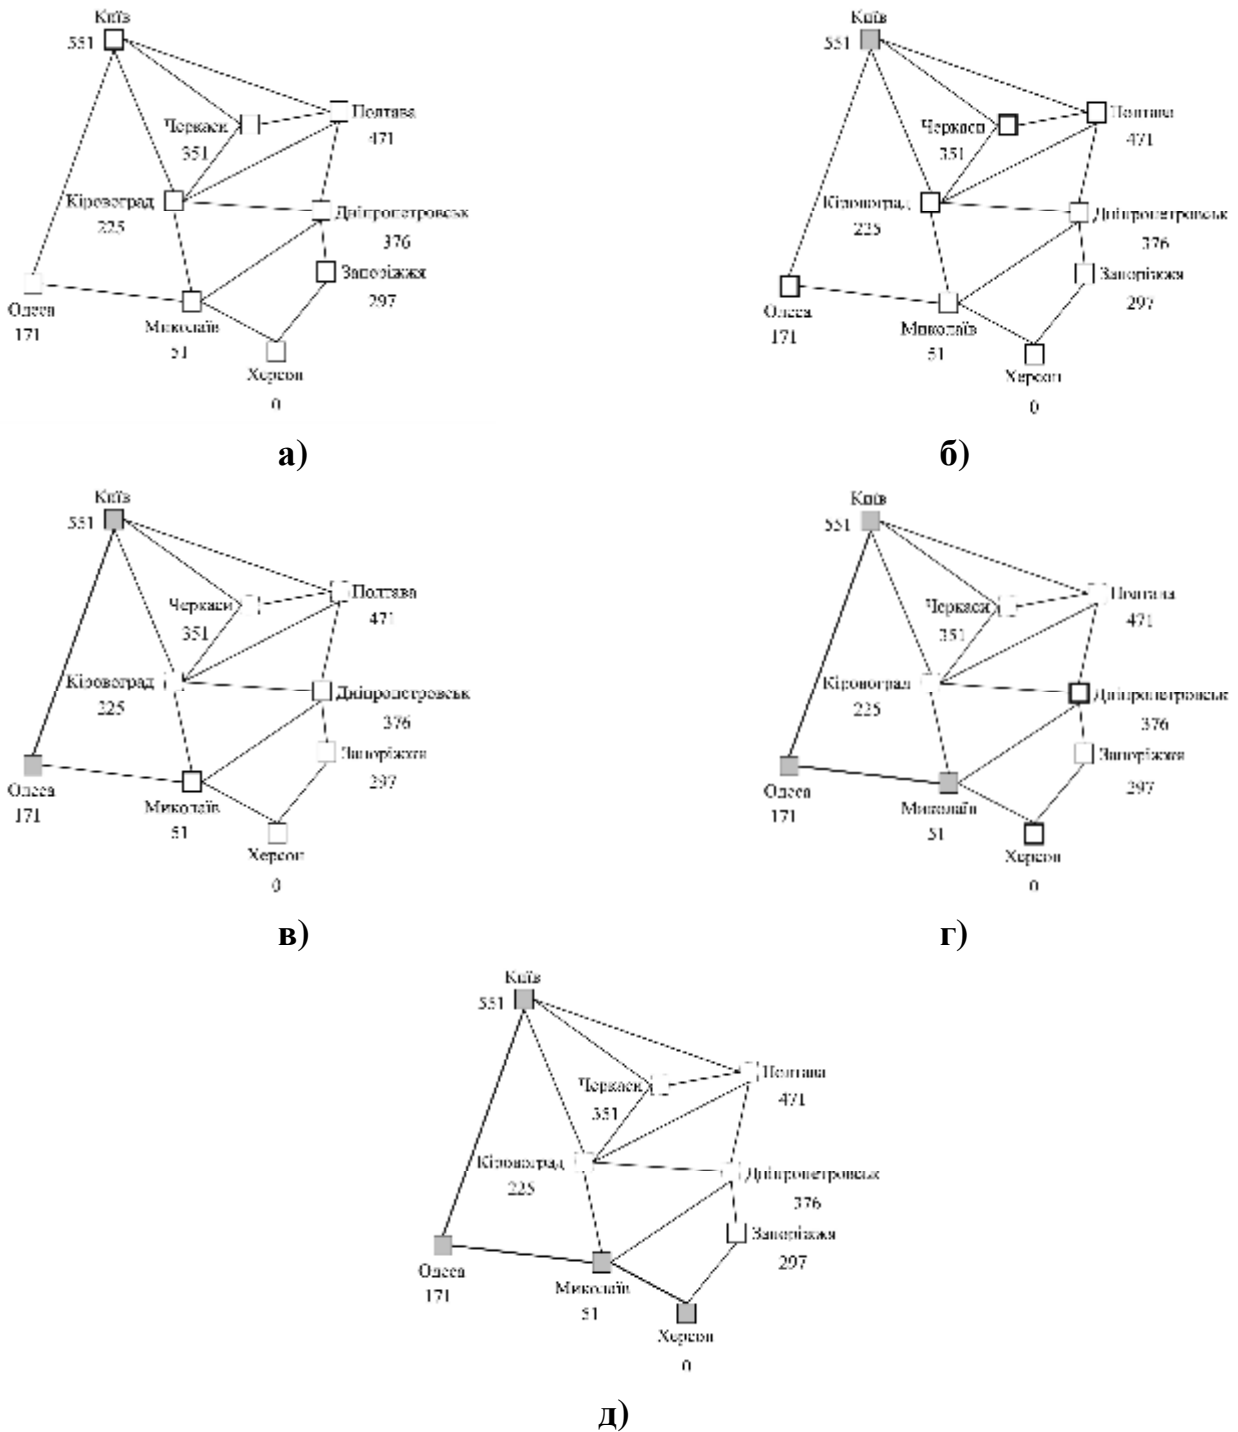 Київ
551
Полтава
471
Черкаси
351
Кіровоград
225
Дніпропетровськ
376
Запоріжжя
297
Одеса
171
Миколаїв
51
Херсон
0
а)
Київ
551
Полтава
471
Черкаси
351
Кіровоград
225
Дніпропетровськ
376
Запоріжжя
297
Одеса
171
Миколаїв
51
Херсон
0
б)
Київ
551
Полтава
471
Черкаси
351
Кіровоград
225
Дніпропетровськ
376
Запоріжжя
297
Одеса
171
Миколаїв
51
Херсон
0
в)
Київ
551
Полтава
471
Черкаси
351
Кіровоград
225
Дніпропетровськ
376
Запоріжжя
297
Одеса
171
Миколаїв
51
Херсон
0
г)
Київ
551
Полтава
471
Черкаси
351
Кіровоград
225
Дніпропетровськ
376
Запоріжжя
297
Одеса
171
Миколаїв
51
Херсон
0
д)